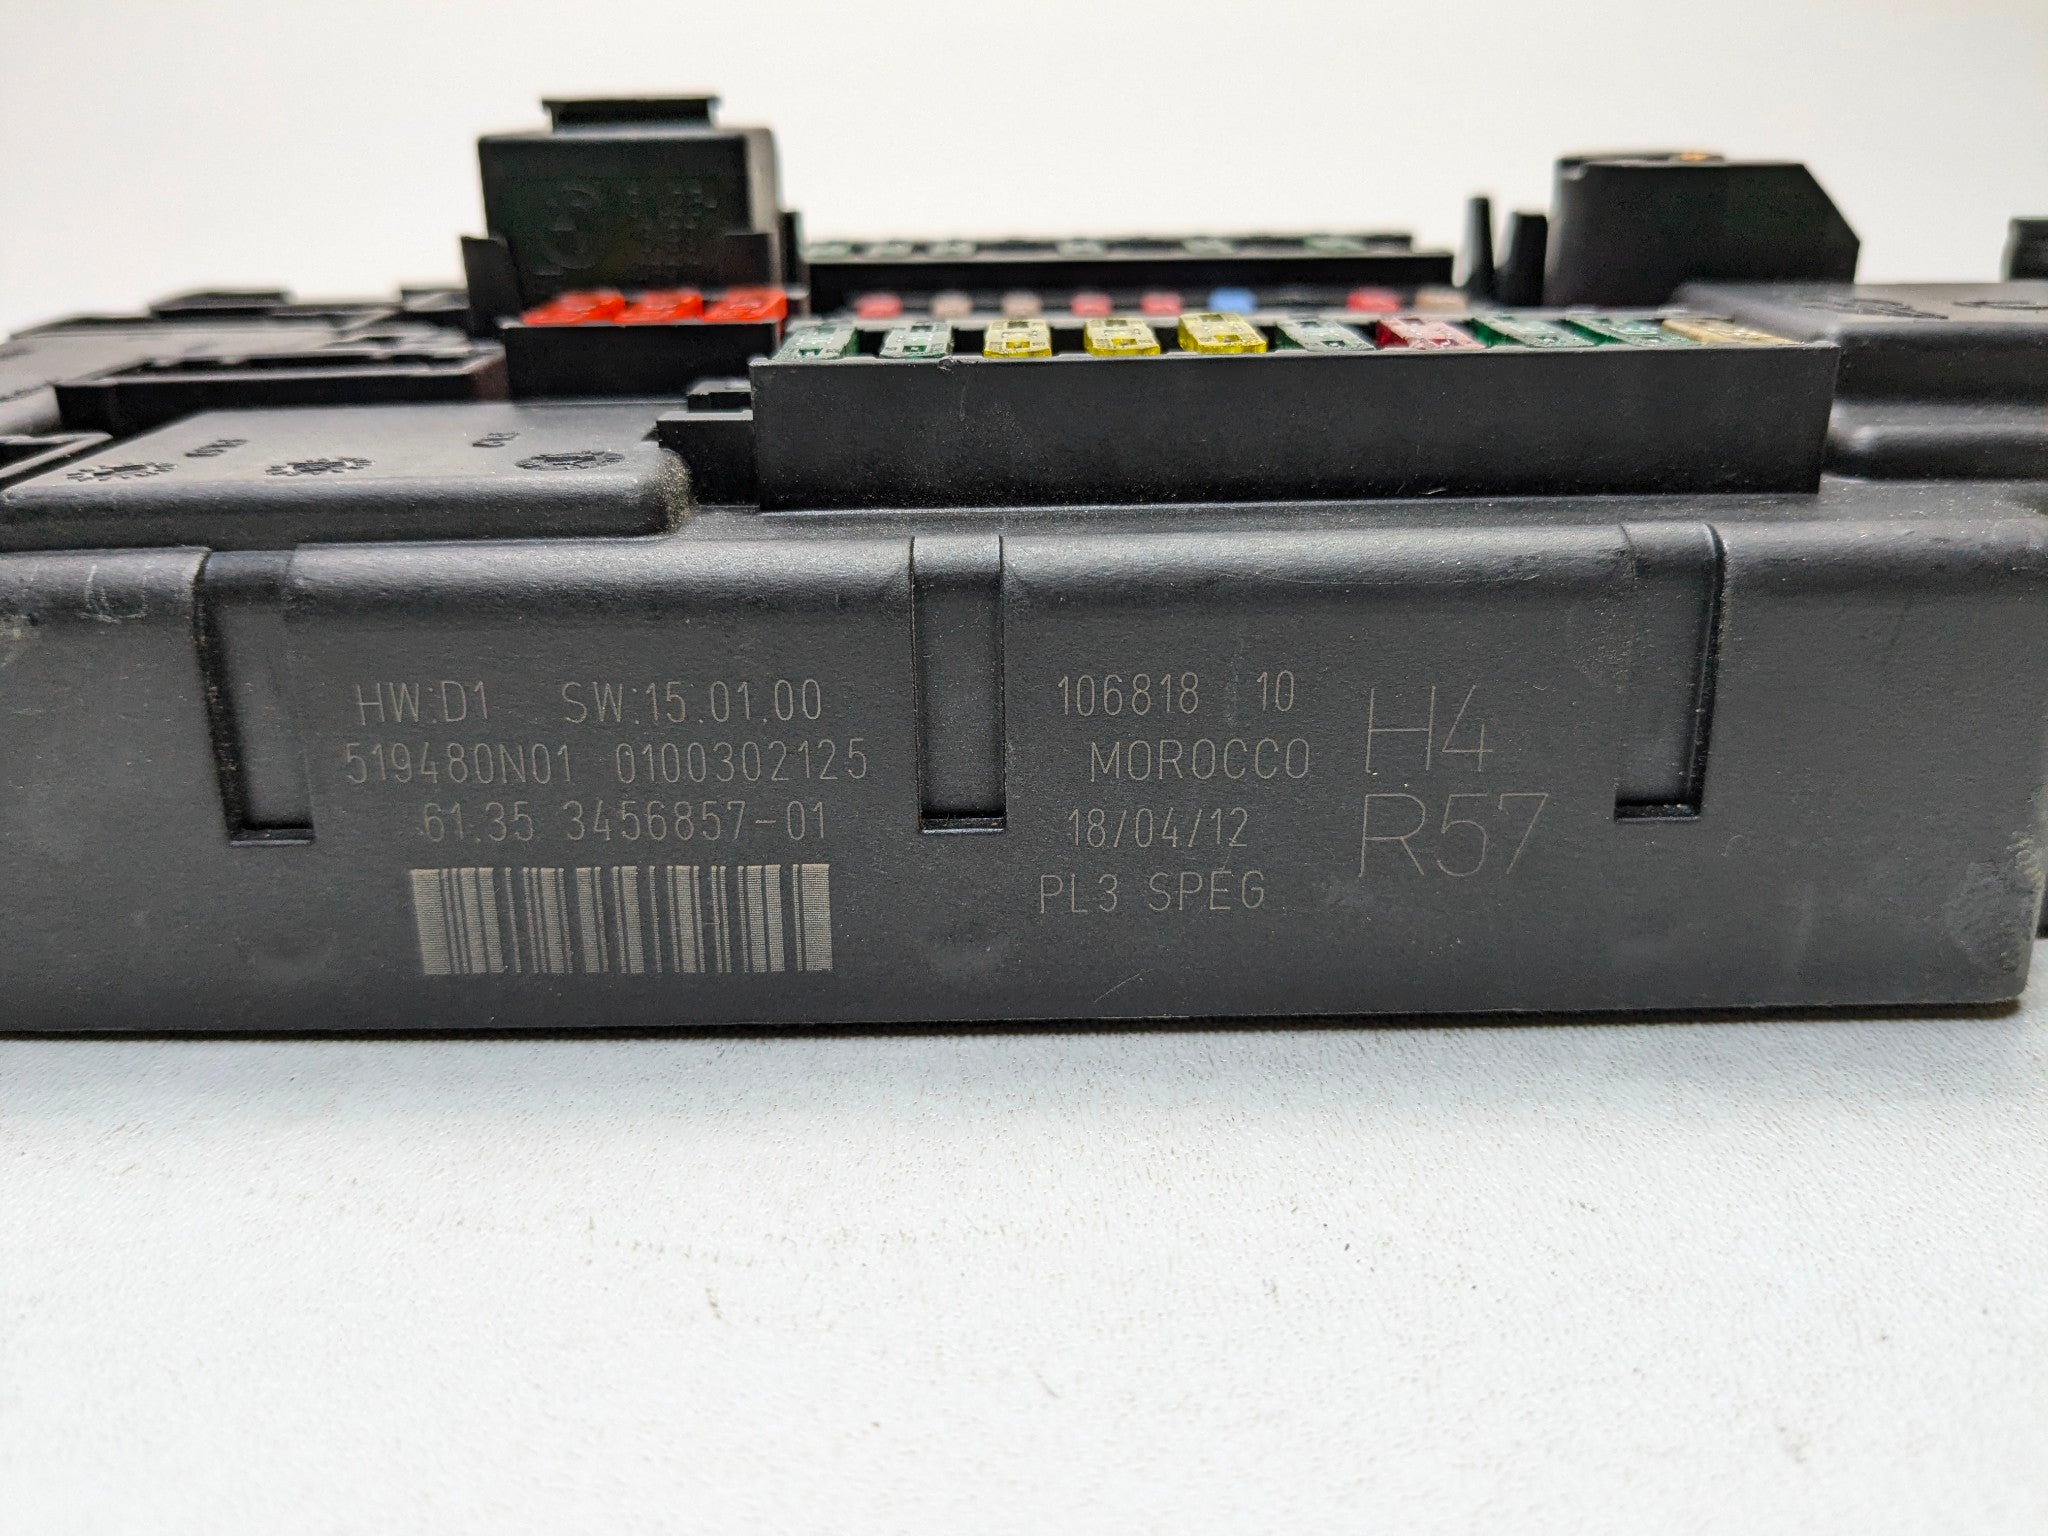 HW:D1 SW:15.01.00
519480N01 0100302125
61.35 3456857-01
106818 10
MOROCCO
18/04/12
PL3 SPEG
H4
R57